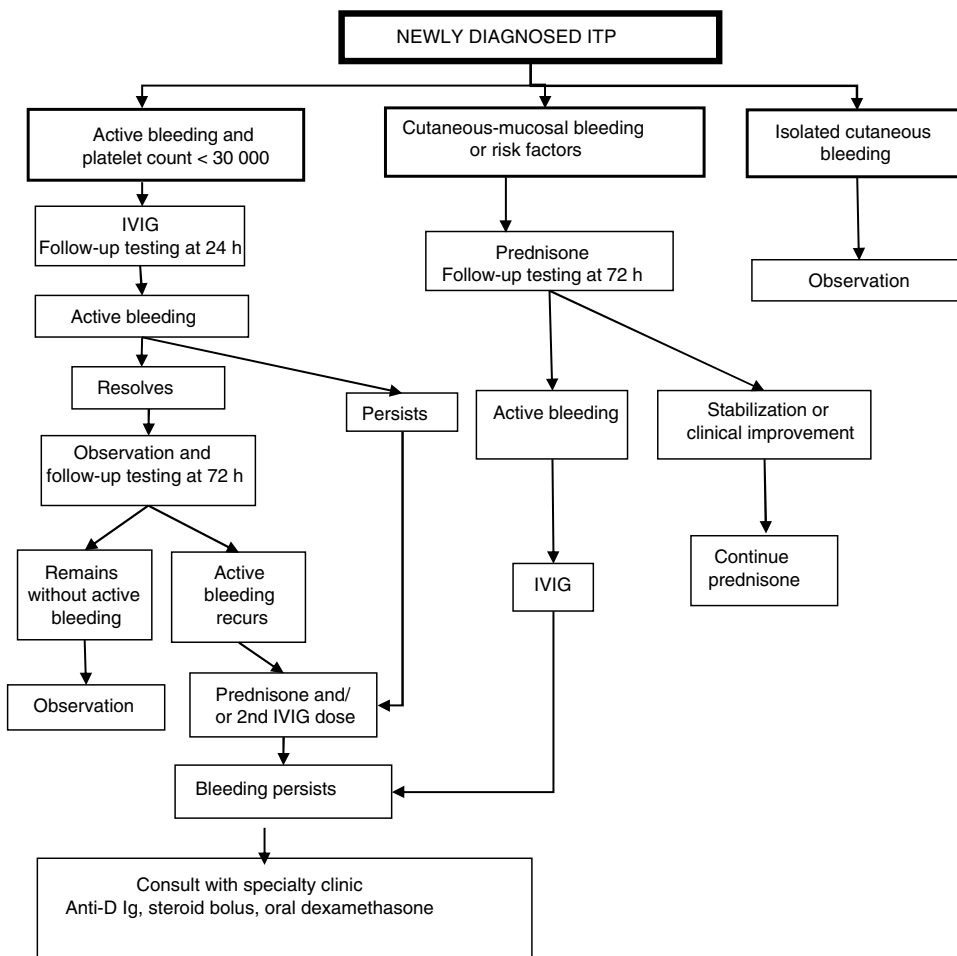 NEWLY DIAGNOSED ITP
Active bleeding and
platelet count < 30 000
Cutaneous-mucosal bleeding
or risk factors
Isolated cutaneous
bleeding
IVIG
Follow-up testing at 24 h
Prednisone
Follow-up testing at 72 h
Observation
Active bleeding
Resolves
Persists
Active bleeding
Stabilization or
clinical improvement
Observation and
follow-up testing at 72 h
Remains
without active
bleeding
Active
bleeding
recurs
IVIG
Continue
prednisone
Observation
Prednisone and/
or 2nd IVIG dose
Bleeding persists
Consult with specialty clinic
Anti-D Ig, steroid bolus, oral dexamethasone